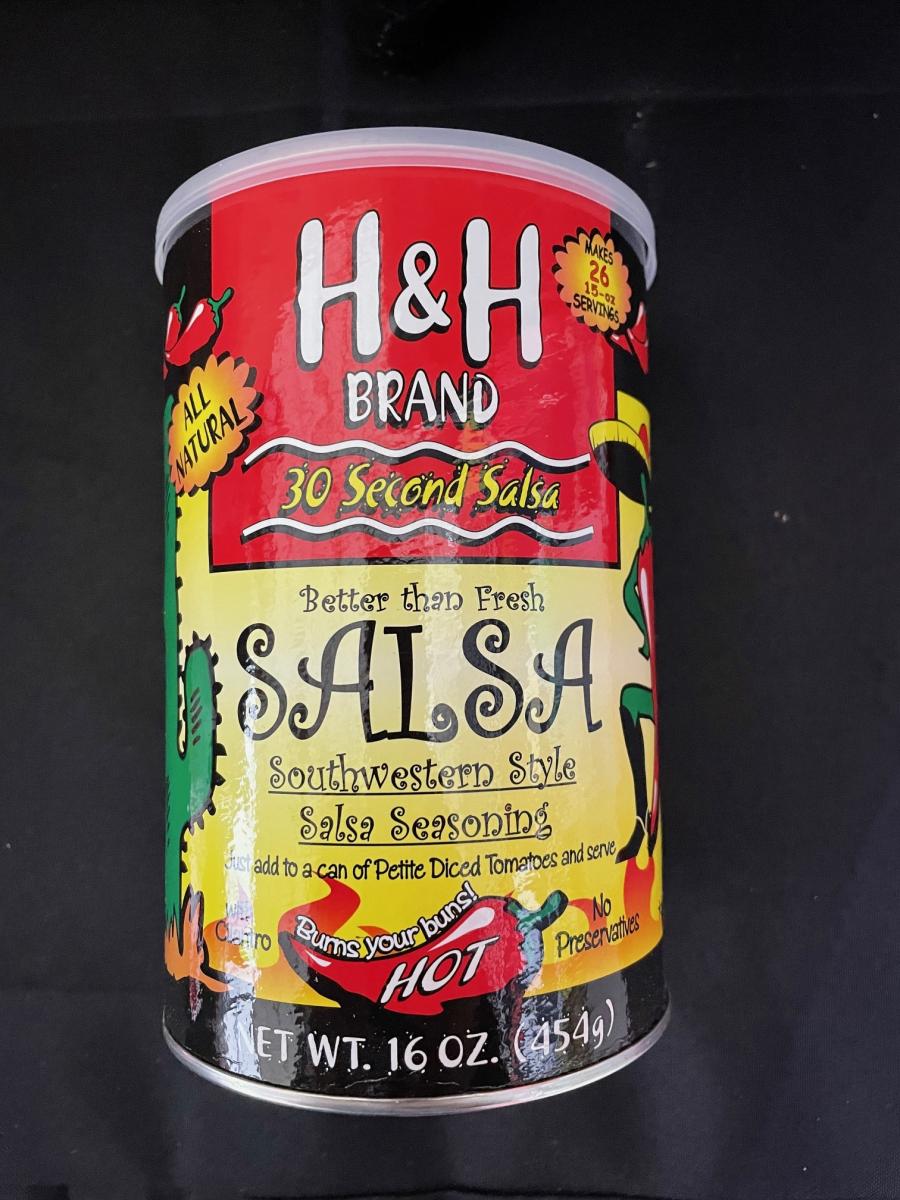 MAKES
26
15-oz
SERVINGS
H&H
BRAND
ALL
NATURAL
30 Second Salsa
Better than Fresh
SALSA
Southwestern Style
Salsa Seasoning
Just add to a can of Petite Diced Tomatoes and serve
Burns your buns!
HOT
No
Preservatives
With
Cilantro
NET WT. 16 OZ. (454g)